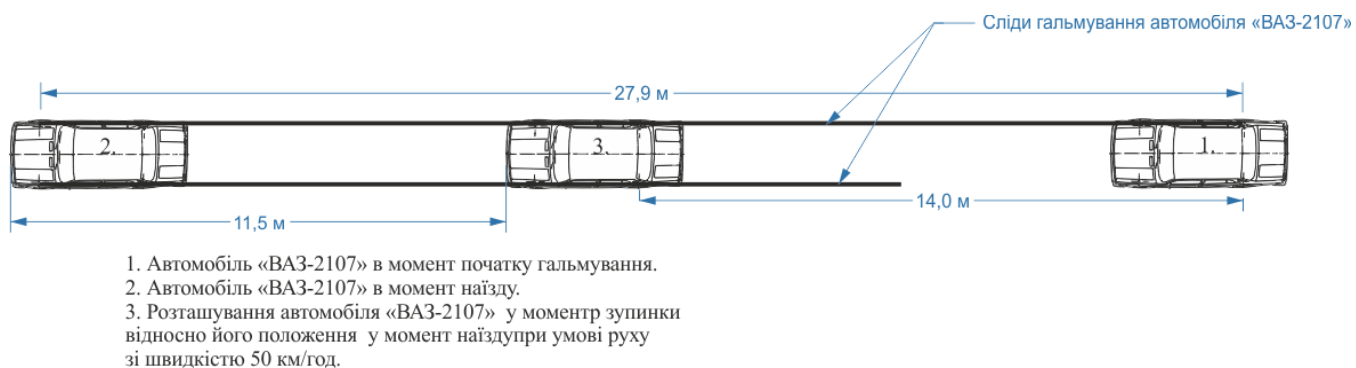 Сліди гальмування автомобіля «ВАЗ-2107»
27,9 м
2.
3.
1.
14,0 м
11,5 м
1. Автомобіль «ВАЗ-2107» в момент початку гальмування.
2. Автомобіль «ВАЗ-2107» в момент наїзду.
3. Розташування автомобіля «ВАЗ-2107» у моментр зупинки
відносно його положення у момент наїздупри умові руху
зі швидкістю 50 км/год.